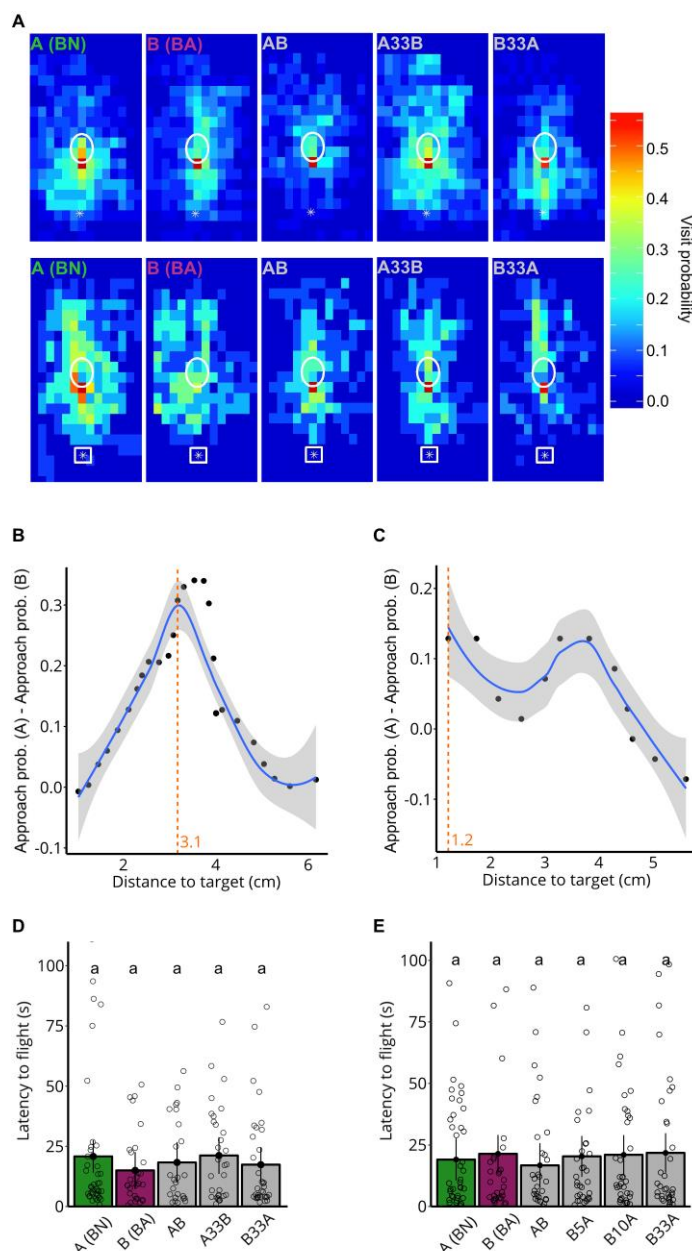 A
A (BN) B (BA) AB A33B B33A
0.5
0.4
0.3
0.2
0.1
0.0
Visit probability
A (BN) B (BA) AB A33B B33A
B
Approach prob. (A) - Approach prob. (B)
0.3
0.2
0.1
0.0
-0.1
3.1
2 4 6
Distance to target (cm)
C
Approach prob. (A) - Approach prob. (B)
0.2
0.1
0.0
-0.1
1.2
1 2 3 4 5
Distance to target (cm)
D
Latency to flight (s)
100
75
50
25
0
a a a a a
A (BN) B (BA) AB A33B B33A
E
Latency to flight (s)
100
75
50
25
0
a a a a a a
A (BN) B (BA) AB B5A B10A B33A